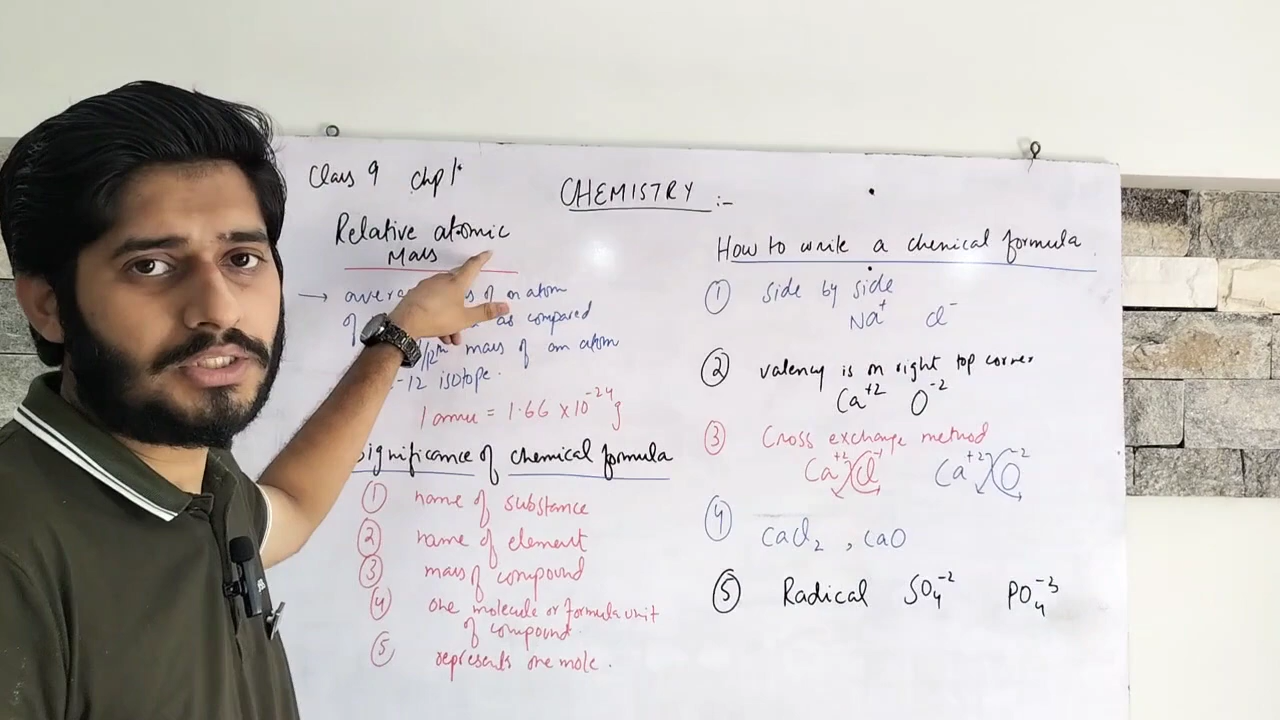 Class 9 chp 1
CHEMISTRY :-
Relative atomic
Mass
→ of an atom
of as compared
1/12th mass of an atom
-12 isotope.
1 amu = 1.66 × 10⁻²⁴ g
Significance of chemical formula
① name of substance
② name of element
③ mass of compound
④ one molecule or formula unit
of compound.
⑤ represents one mole.
How to write a chemical formula
① side by side
Na⁺ Cl⁻
② valency is on right top corner
Ca⁺² O⁻²
③ Cross exchange method
Ca⁺² Cl⁻¹ Ca⁺² O⁻²
④ CaCl₂ , CaO
⑤ Radical SO₄⁻² PO₄⁻³